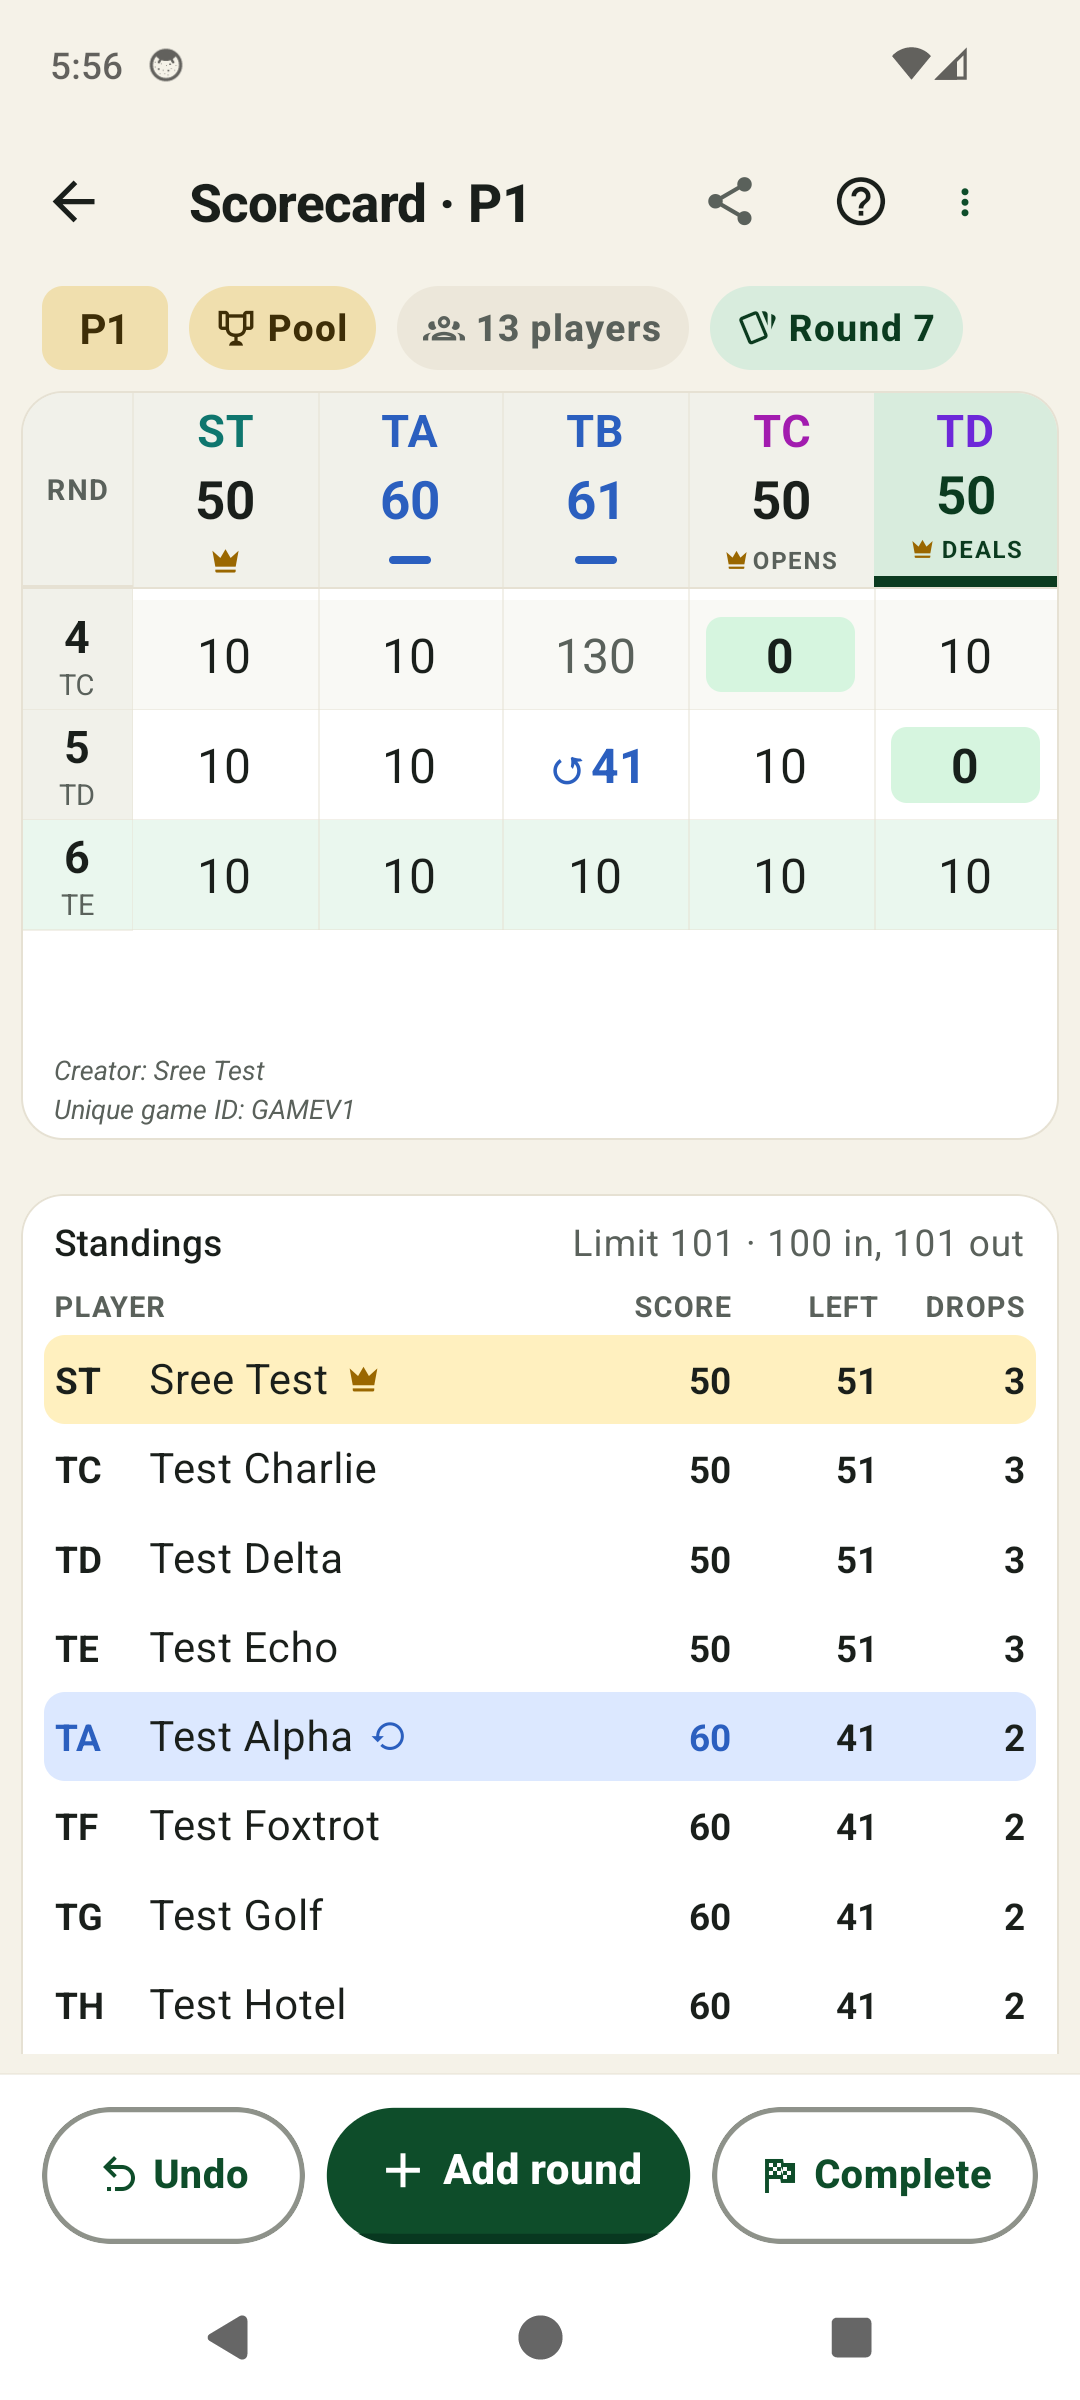 5:56
Scorecard · P1
P1 Pool 13 players Round 7
RND ST TA TB TC TD
50 60 61 50 50
OPENS DEALS
4 10 10 130 0 10
TC
5 10 10 41 10 0
TD
6 10 10 10 10 10
TE
Creator: Sree Test
Unique game ID: GAMEV1
Standings Limit 101 · 100 in, 101 out
PLAYER SCORE LEFT DROPS
ST Sree Test 50 51 3
TC Test Charlie 50 51 3
TD Test Delta 50 51 3
TE Test Echo 50 51 3
TA Test Alpha 60 41 2
TF Test Foxtrot 60 41 2
TG Test Golf 60 41 2
TH Test Hotel 60 41 2
Undo Add round Complete